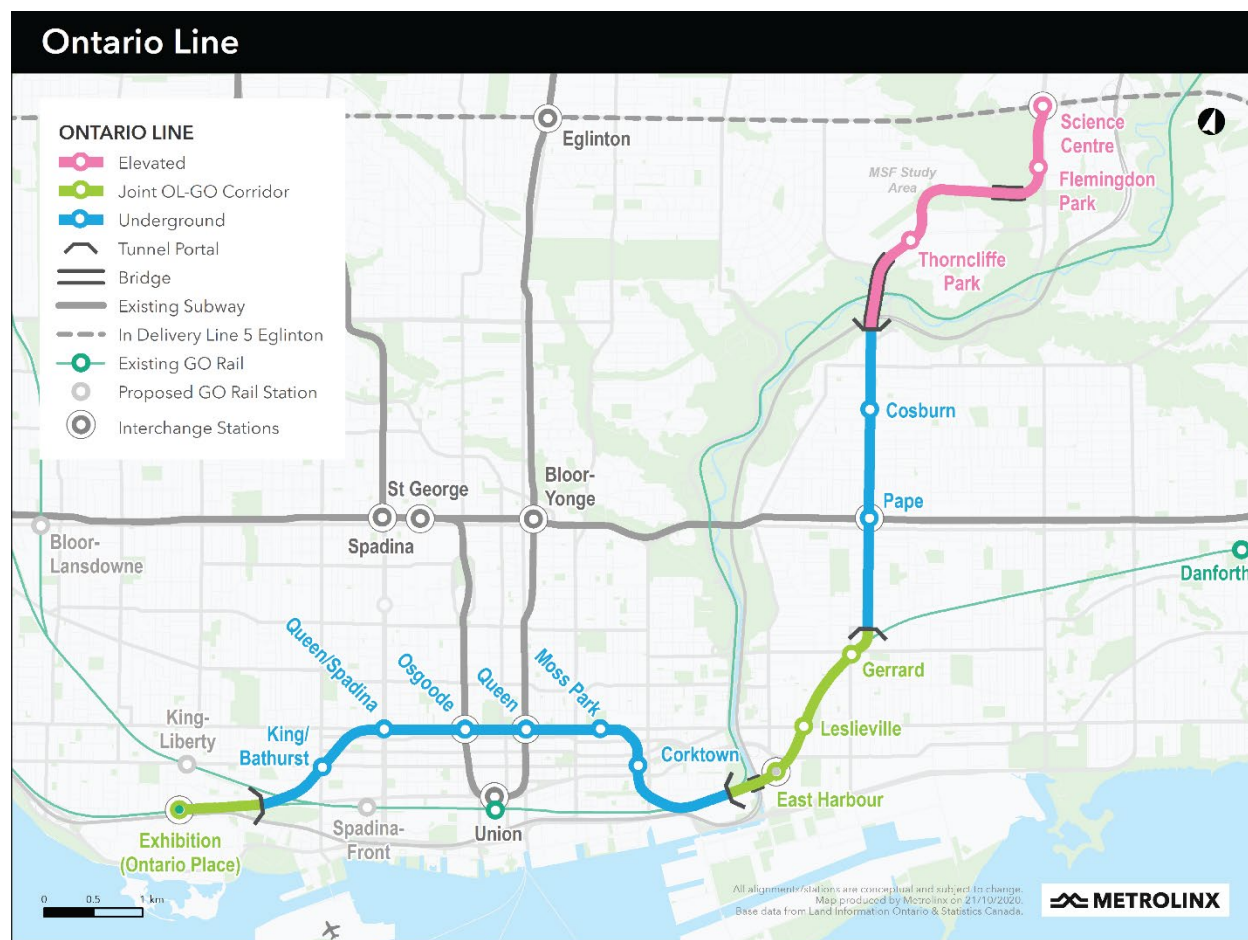 Ontario Line
ONTARIO LINE
Elevated
Joint OL-GO Corridor
Underground
Tunnel Portal
Bridge
Existing Subway
In Delivery Line 5 Eglinton
Existing GO Rail
Proposed GO Rail Station
Interchange Stations
Eglinton
Science
Centre
MSF Study
Area
Flemingdon
Park
Thorncliffe
Park
Cosburn
St George
Bloor-
Yonge
Pape
Spadina
Bloor-
Lansdowne
Danforth
Queen/Spadina
Osgoode
Queen
Moss Park
Gerrard
King-
Liberty
King/
Bathurst
Leslieville
Corktown
East Harbour
Exhibition
(Ontario Place)
Spadina-
Front
Union
0 0.5 1 km
All alignments/stations are conceptual and subject to change.
Map produced by Metrolinx on 21/10/2020.
Base data from Land Information Ontario & Statistics Canada.
METROLINX